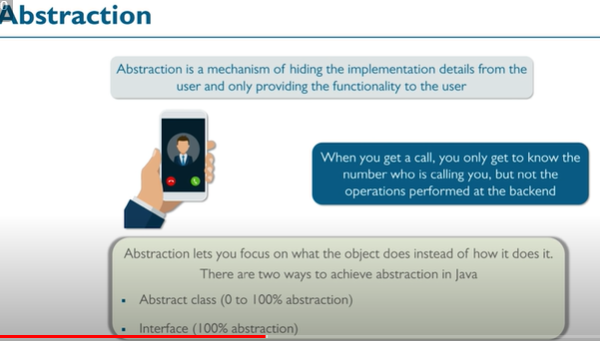 Abstraction
Abstraction is a mechanism of hiding the implementation details from the
user and only providing the functionality to the user
When you get a call, you only get to know the
number who is calling you, but not the
operations performed at the backend
Abstraction lets you focus on what the object does instead of how it does it.
There are two ways to achieve abstraction in Java
▪ Abstract class (0 to 100% abstraction)
▪ Interface (100% abstraction)